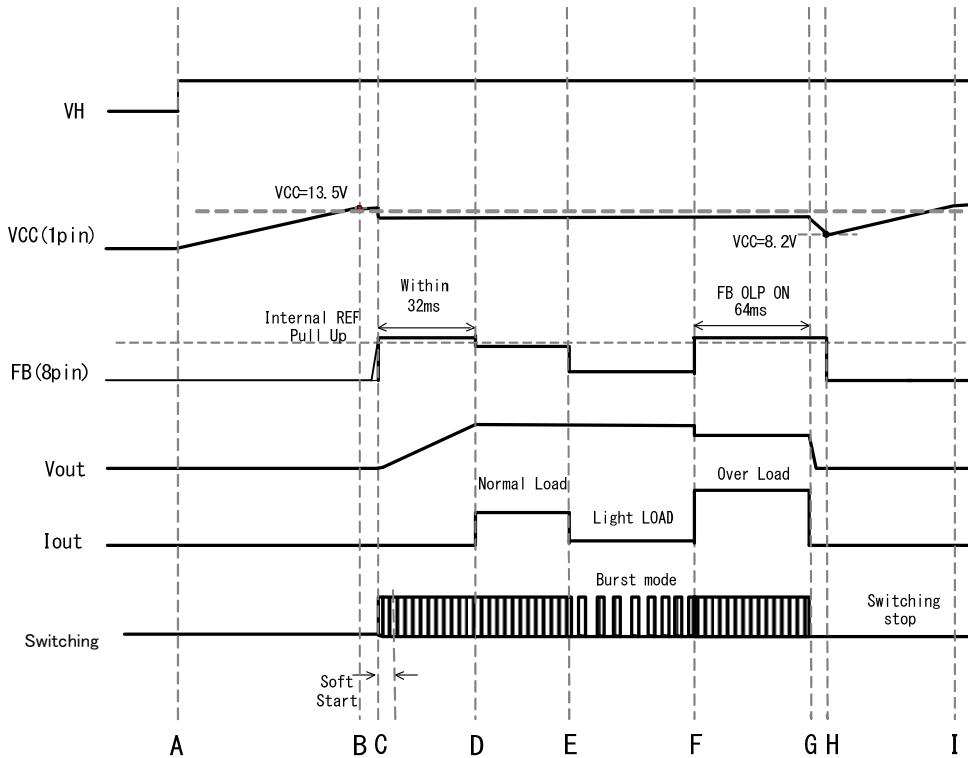 VH
VCC=13.5V
VCC(1pin)
VCC=8.2V
Within
32ms
FB OLP ON
64ms
Internal REF
Pull Up
FB(8pin)
Vout
Normal Load
Over Load
Light LOAD
Iout
Burst mode
Switching
stop
Switching
Soft
Start
A B C D E F G H I